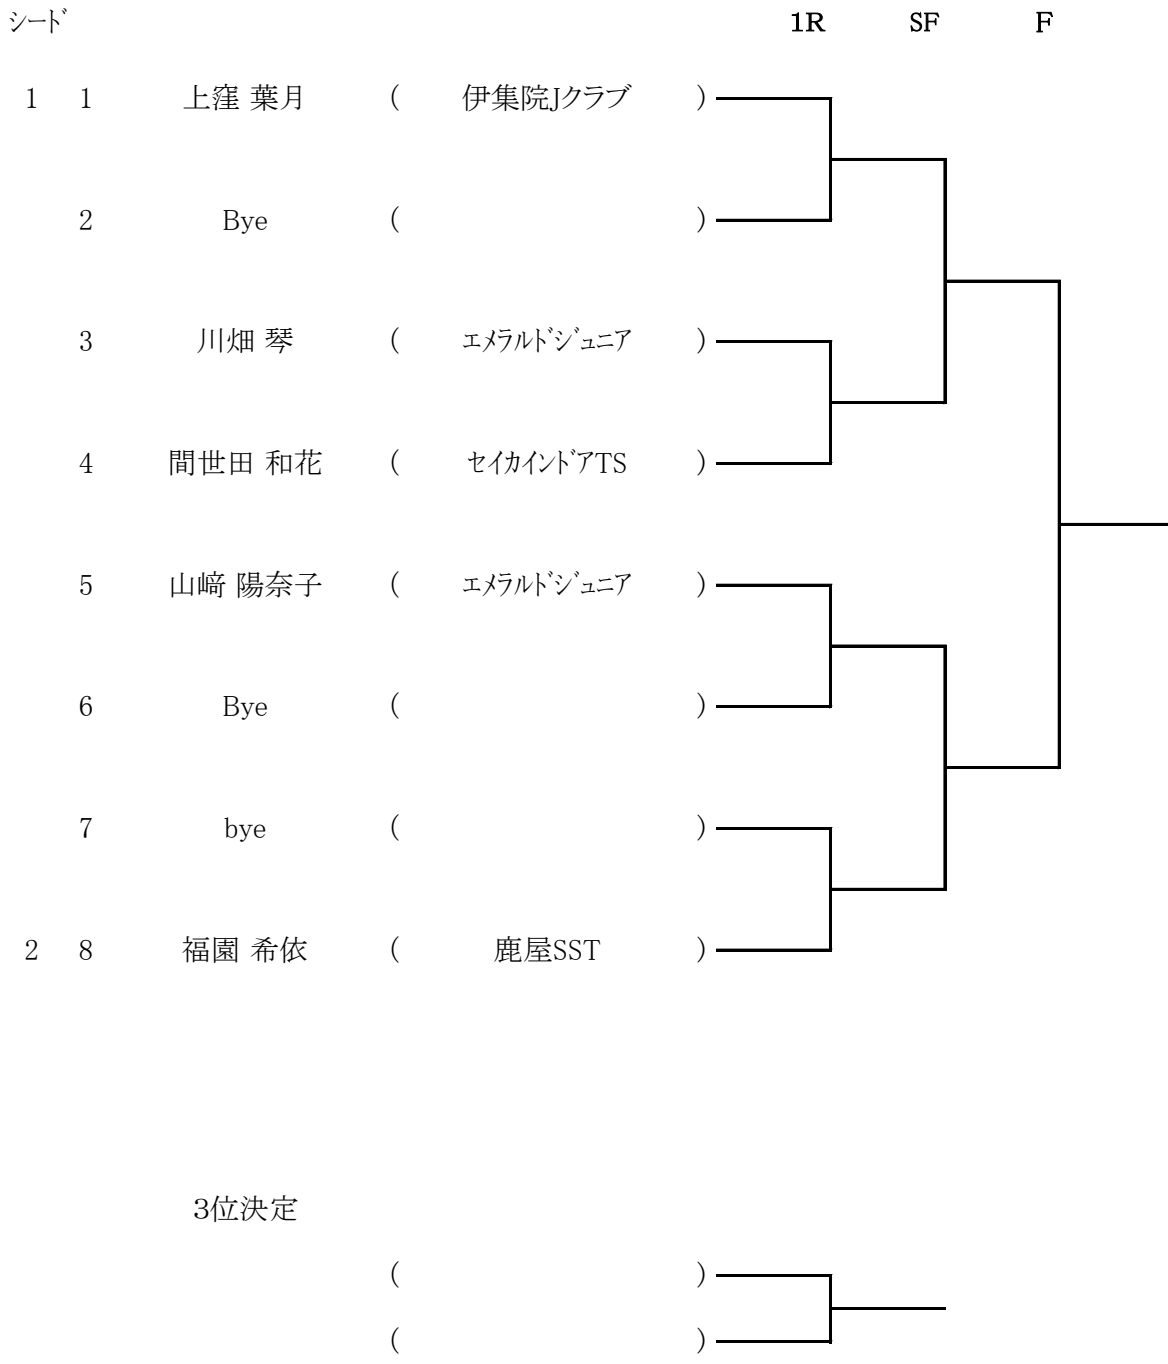 シード 1R SF F
1 1 上窪 葉月 ( 伊集院Jクラブ )
2 Bye ( )
3 川畑 琴 ( エメラルドジュニア )
4 間世田 和花 ( セイカインドアTS )
5 山﨑 陽奈子 ( エメラルドジュニア )
6 Bye ( )
7 bye ( )
2 8 福園 希依 ( 鹿屋SST )
3位決定
( )
( )